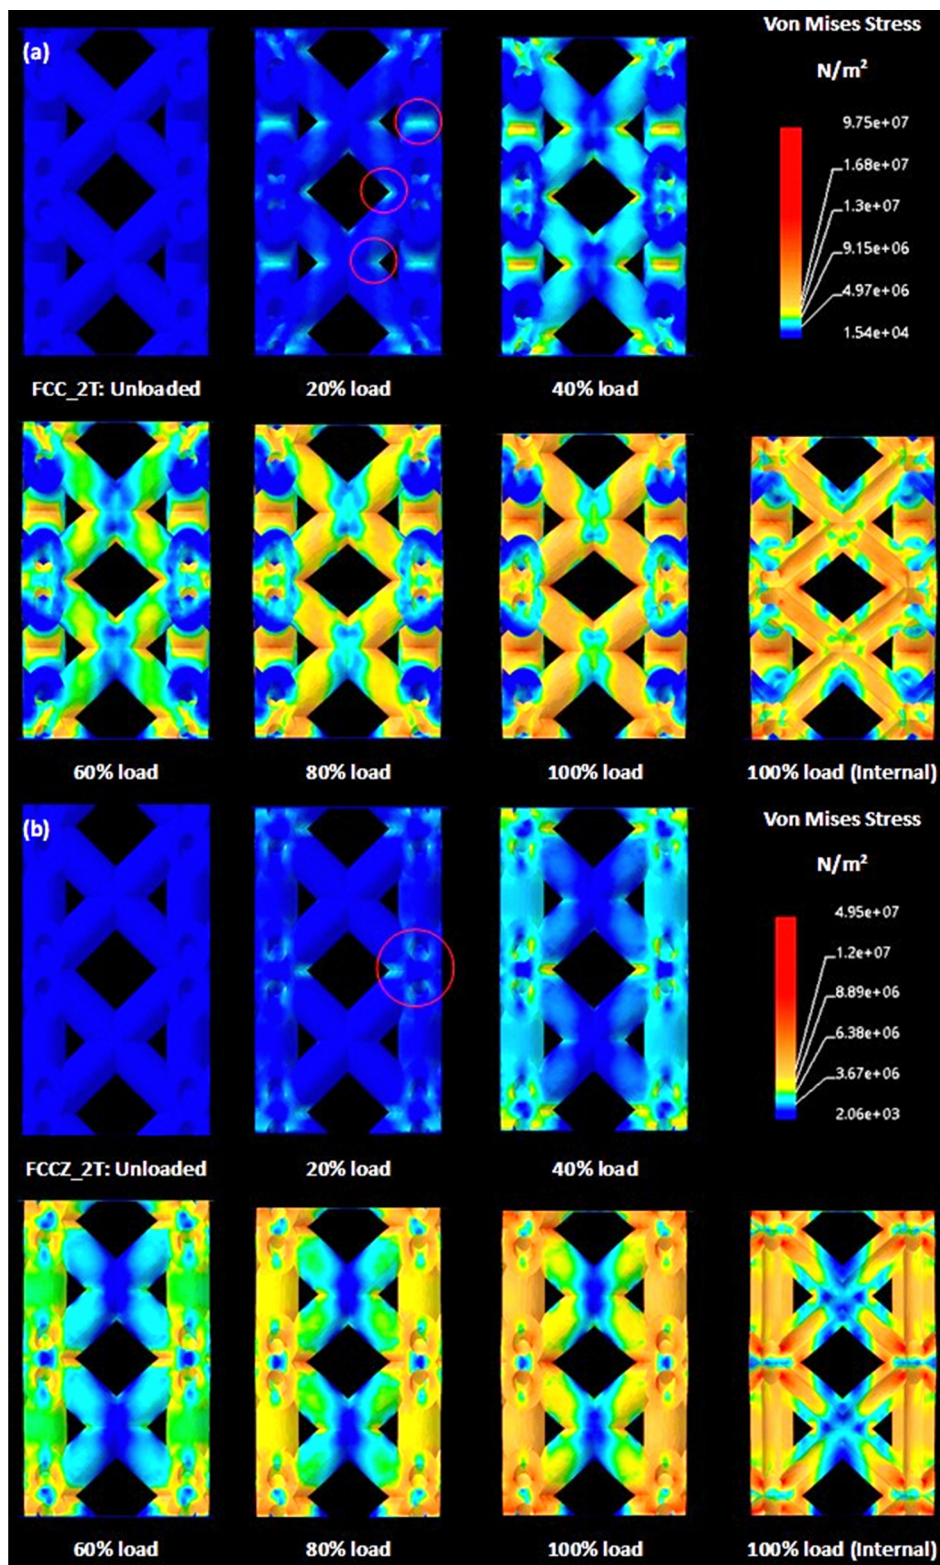 (a)
Von Mises Stress
N/m²
9.75e+07
1.68e+07
1.3e+07
9.15e+06
4.97e+06
1.54e+04
FCC_2T: Unloaded
20% load
40% load
60% load
80% load
100% load
100% load (Internal)
(b)
Von Mises Stress
N/m²
4.95e+07
1.2e+07
8.89e+06
6.38e+06
3.67e+06
2.06e+03
FCCZ_2T: Unloaded
20% load
40% load
60% load
80% load
100% load
100% load (Internal)